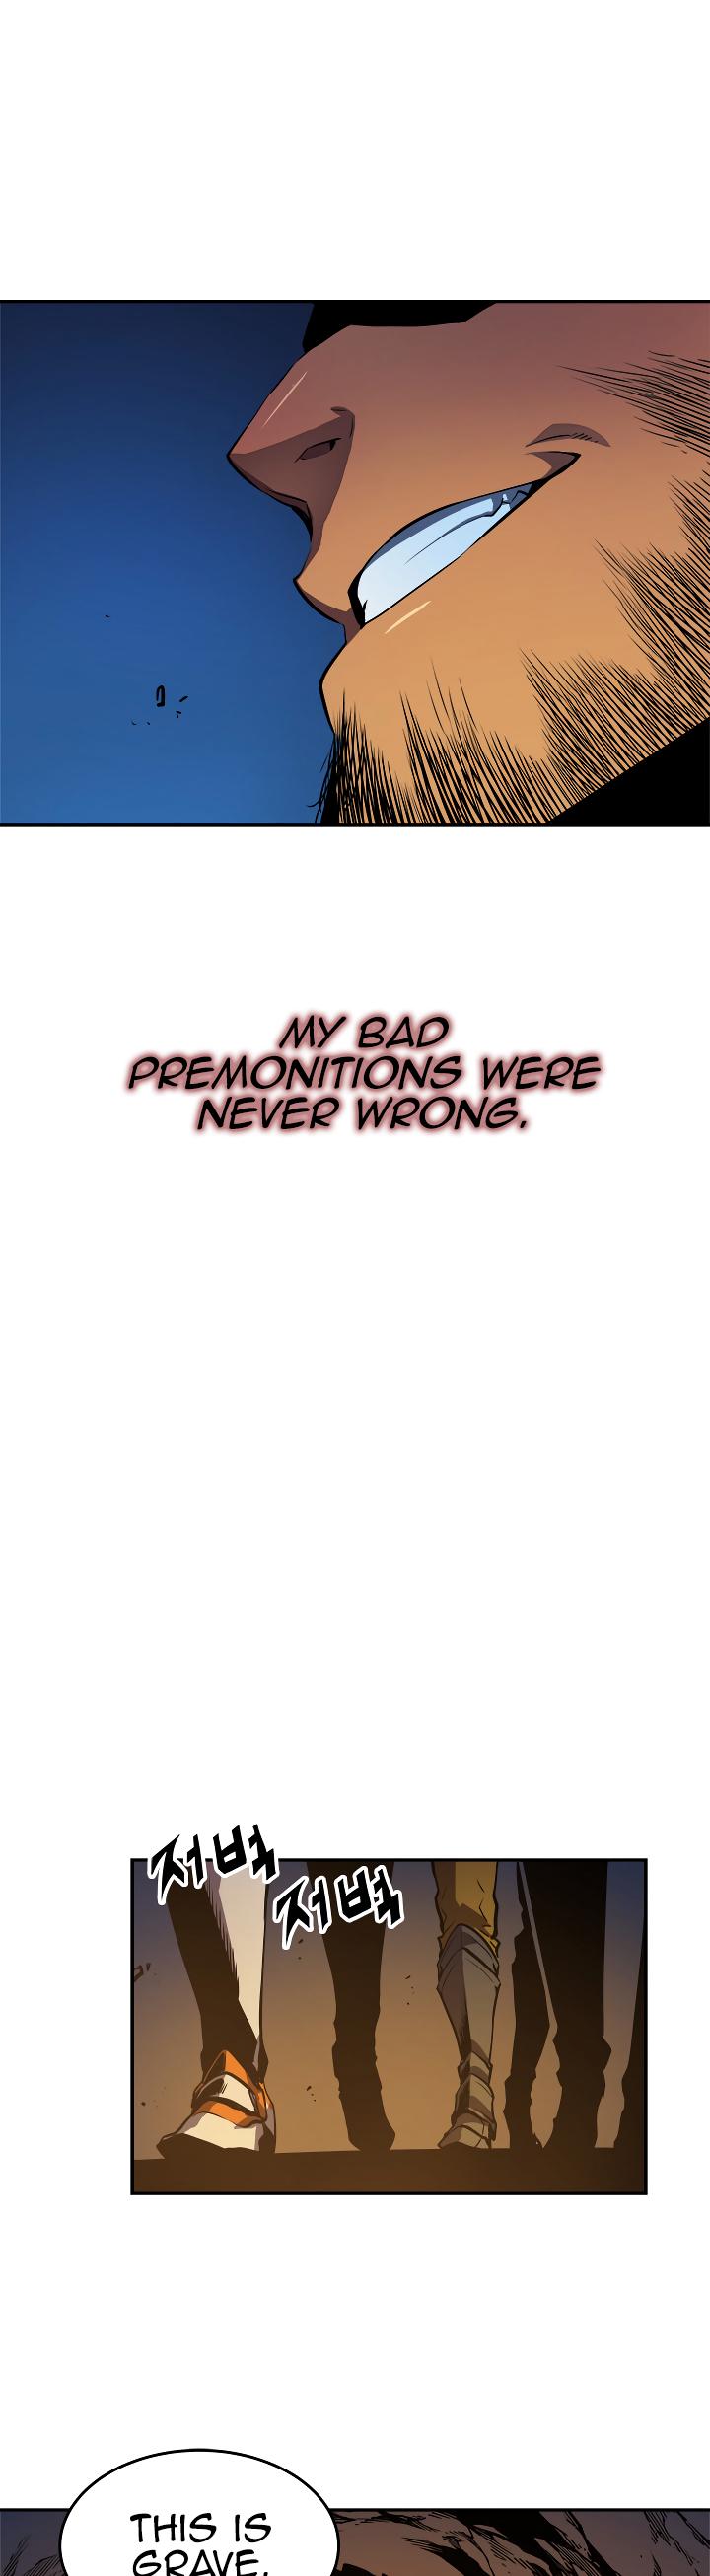 MY BAD
PREMONITIONS WERE
NEVER WRONG.
저벅
저벅
THIS IS
GRAVE.